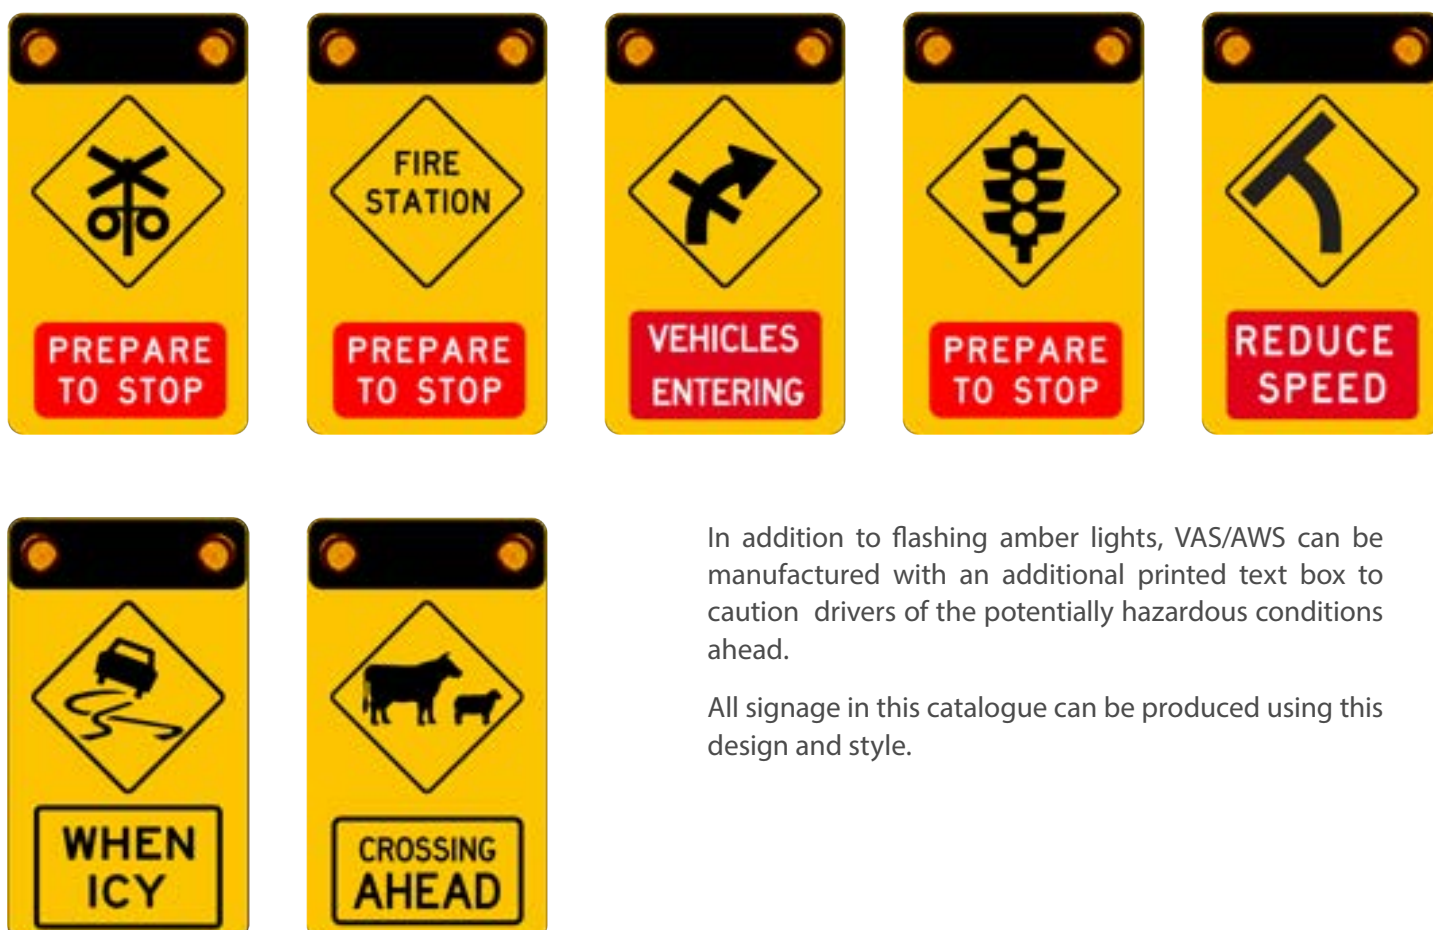 FIRE
STATION
PREPARE
TO STOP
PREPARE
TO STOP
VEHICLES
ENTERING
PREPARE
TO STOP
REDUCE
SPEED
WHEN
ICY
CROSSING
AHEAD
In addition to flashing amber lights, VAS/AWS can be
manufactured with an additional printed text box to
caution drivers of the potentially hazardous conditions
ahead.
All signage in this catalogue can be produced using this
design and style.